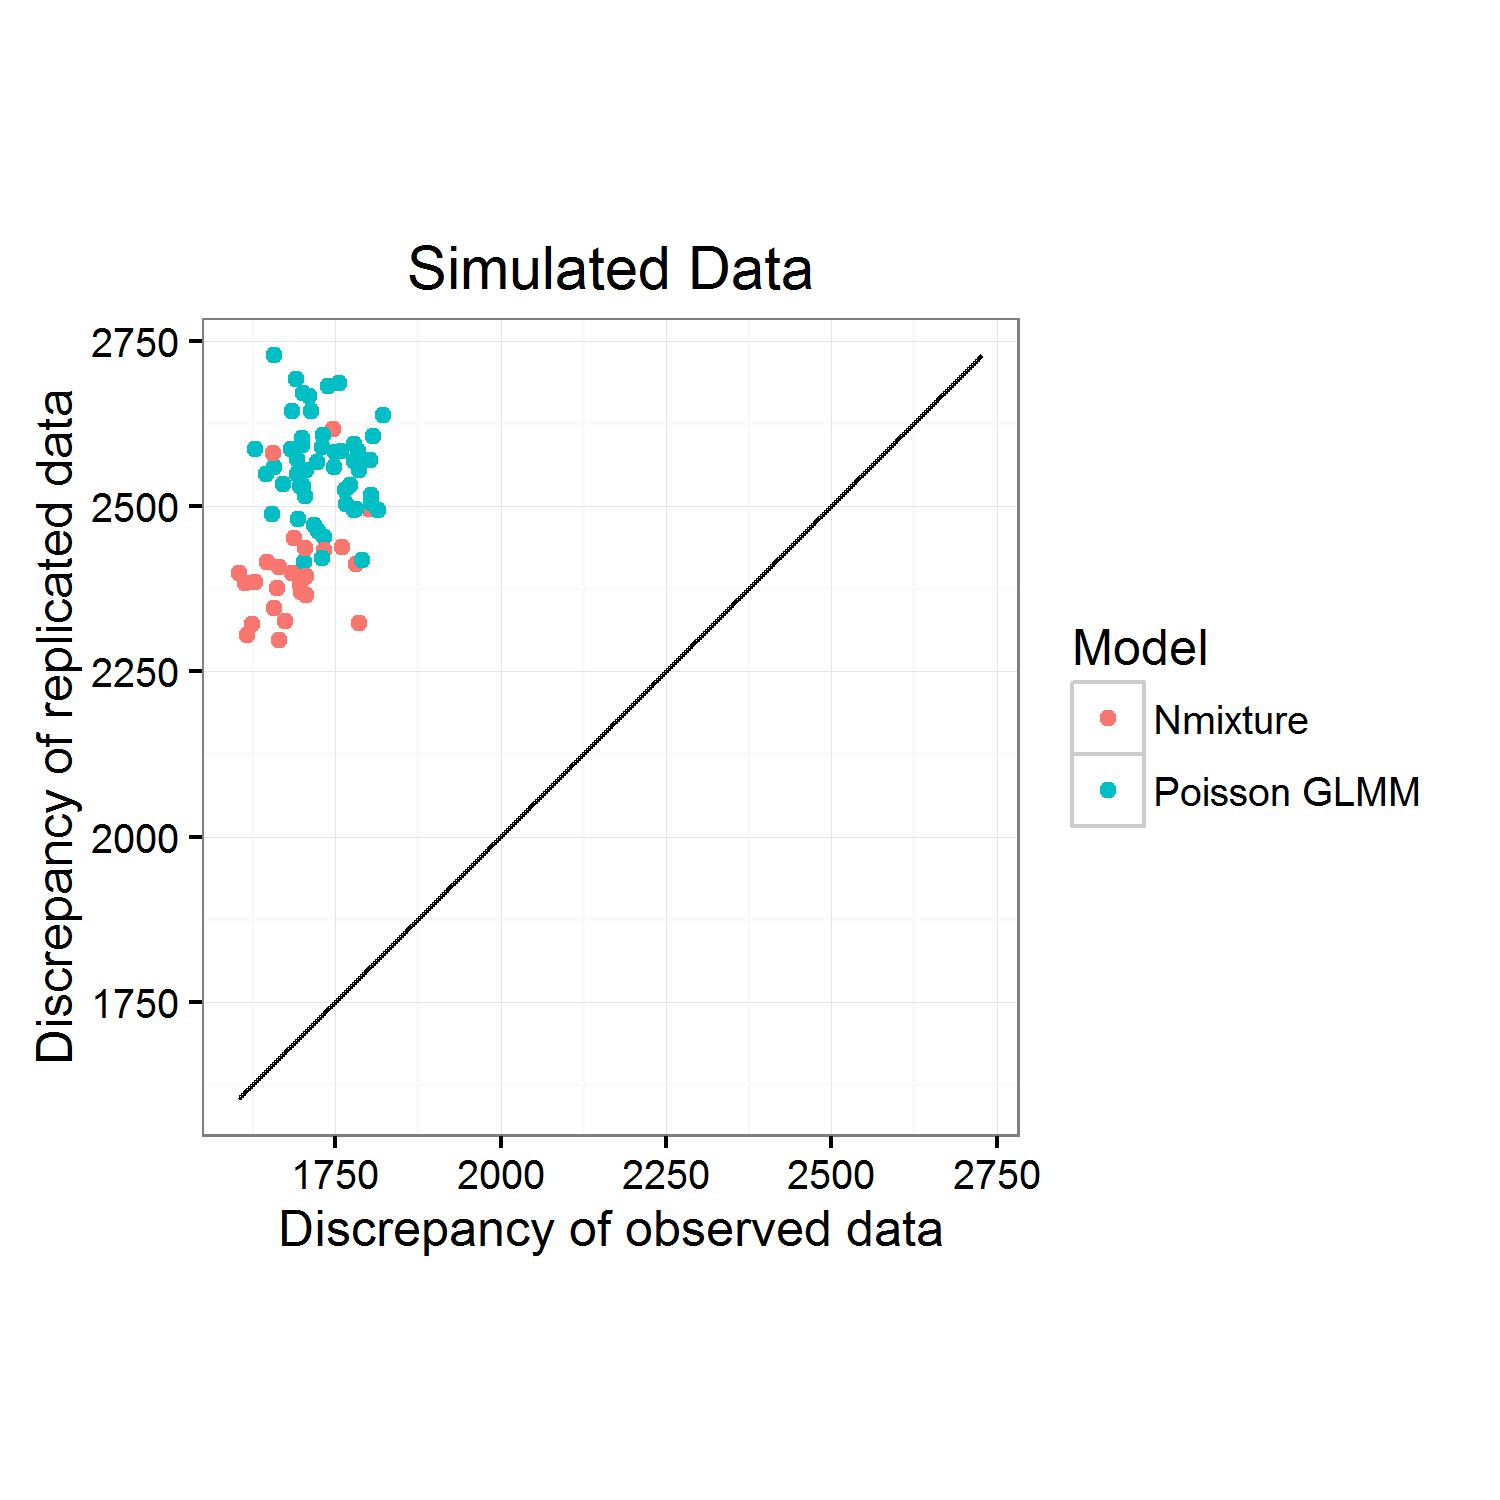 Simulated Data
Discrepancy of replicated data
2750
2500
2250
2000
1750
1750 2000 2250 2500 2750
Discrepancy of observed data
Model
Nmixture
Poisson GLMM